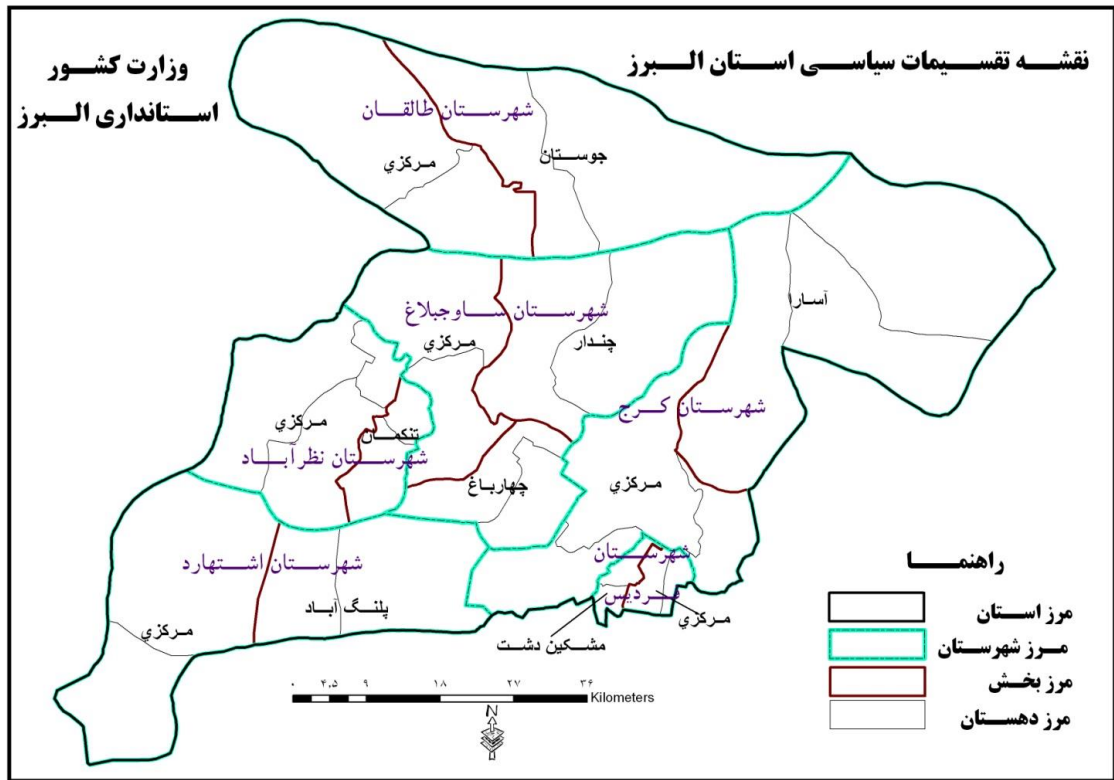 نقشه تقسیمات سیاسی استان البرز
وزارت کشور
استانداری البرز
شهرستان طالقان
مرکزي
جوستان
آسارا
شهرستان ساوجبلاغ
مرکزي
چندار
شهرستان کرج
مرکزي
تنکمان
شهرستان نظرآباد
چهارباغ
مرکزي
شهرستان
پردیس
شهرستان اشتهارد
پلنگ آباد
مرکزي
مشکین دشت
مرکزي
راهنما
مرز استان
مرز شهرستان
مرز بخش
مرز دهستان
۰ ۴.۵ ۹ ۱۸ ۲۷ ۳۶
Kilometers
N